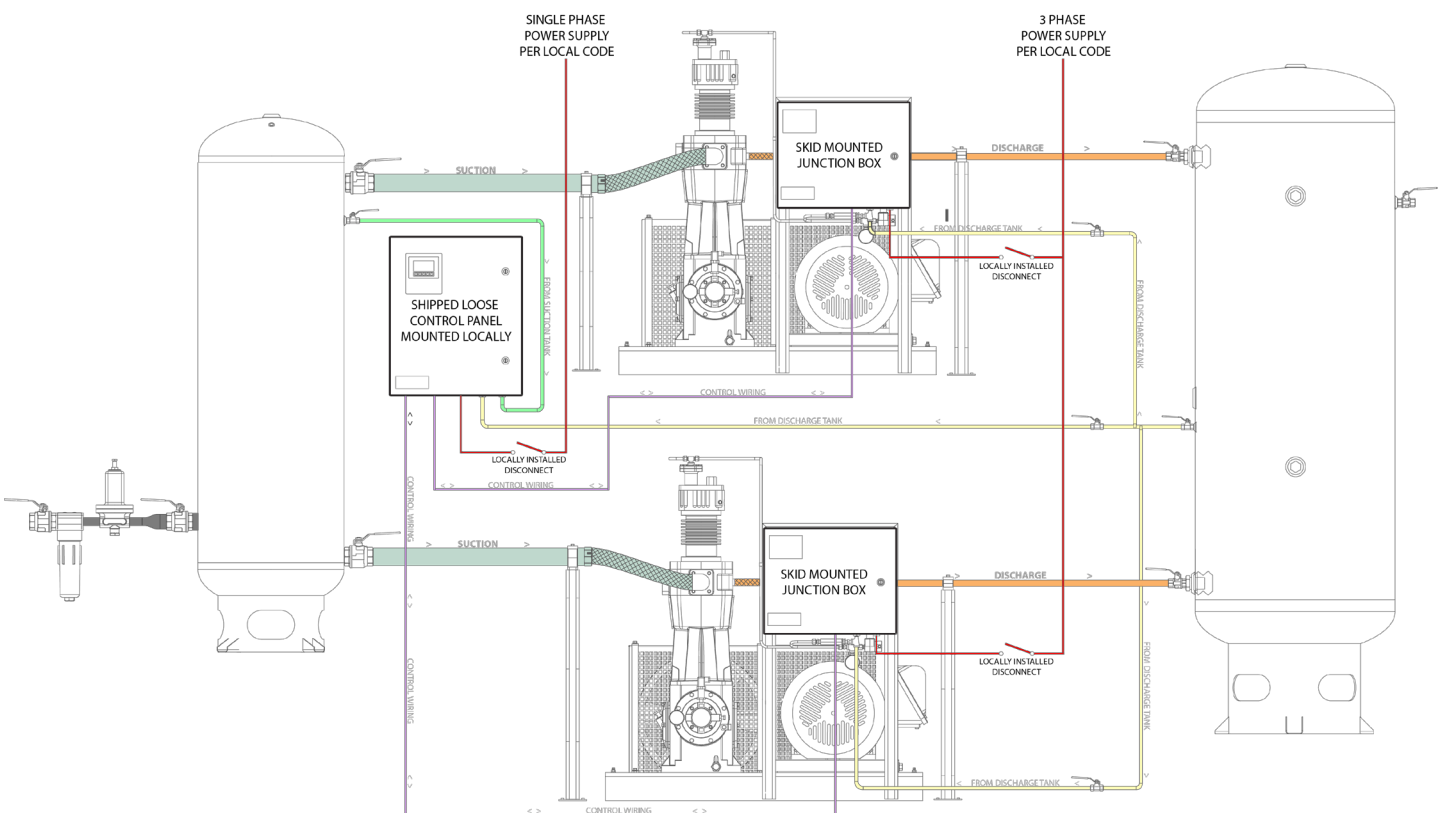 SINGLE PHASE
POWER SUPPLY
PER LOCAL CODE
3 PHASE
POWER SUPPLY
PER LOCAL CODE
SKID MOUNTED
JUNCTION BOX
> SUCTION >
> DISCHARGE >
< FROM DISCHARGE TANK <
LOCALLY INSTALLED
DISCONNECT
SHIPPED LOOSE
CONTROL PANEL
MOUNTED LOCALLY
< FROM SUCTION TANK <
< FROM DISCHARGE TANK <
< > CONTROL WIRING < >
< FROM DISCHARGE TANK <
LOCALLY INSTALLED
DISCONNECT
< > CONTROL WIRING < >
< > CONTROL WIRING
< > CONTROL WIRING < >
> SUCTION >
> DISCHARGE >
SKID MOUNTED
JUNCTION BOX
LOCALLY INSTALLED
DISCONNECT
> FROM DISCHARGE TANK >
< FROM DISCHARGE TANK <
< > CONTROL WIRING < >